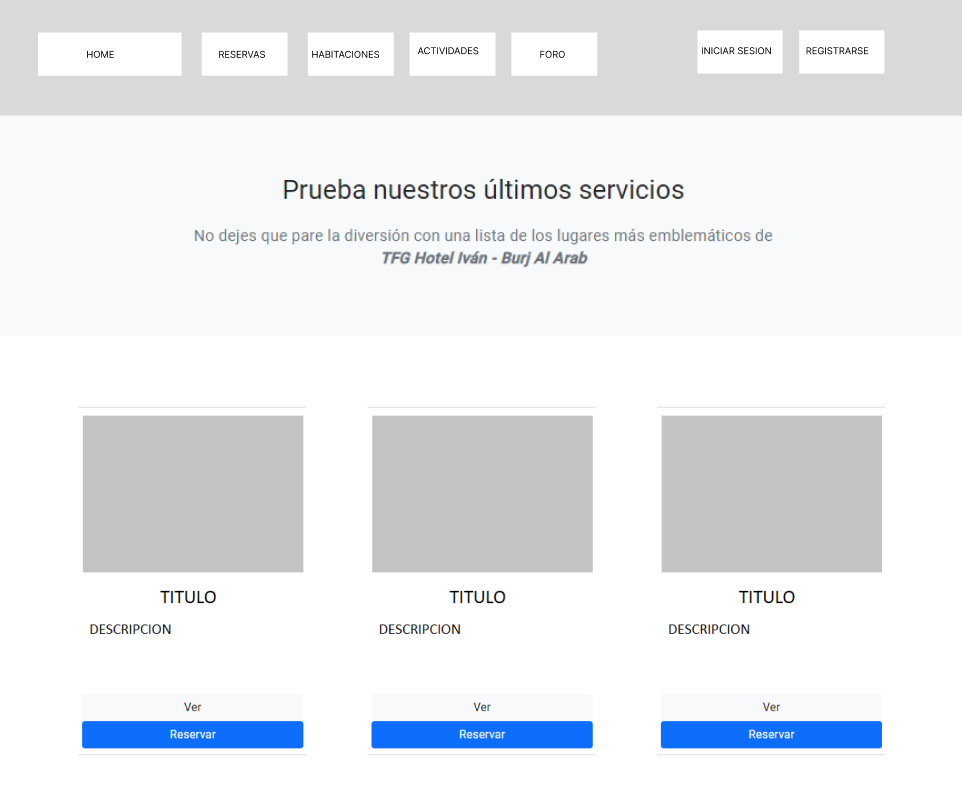 HOME RESERVAS HABITACIONES ACTIVIDADES FORO INICIAR SESION REGISTRARSE
Prueba nuestros últimos servicios
No dejes que pare la diversión con una lista de los lugares más emblemáticos de
TFG Hotel Iván - Burj Al Arab
TITULO TITULO TITULO
DESCRIPCION DESCRIPCION DESCRIPCION
Ver Ver Ver
Reservar Reservar Reservar